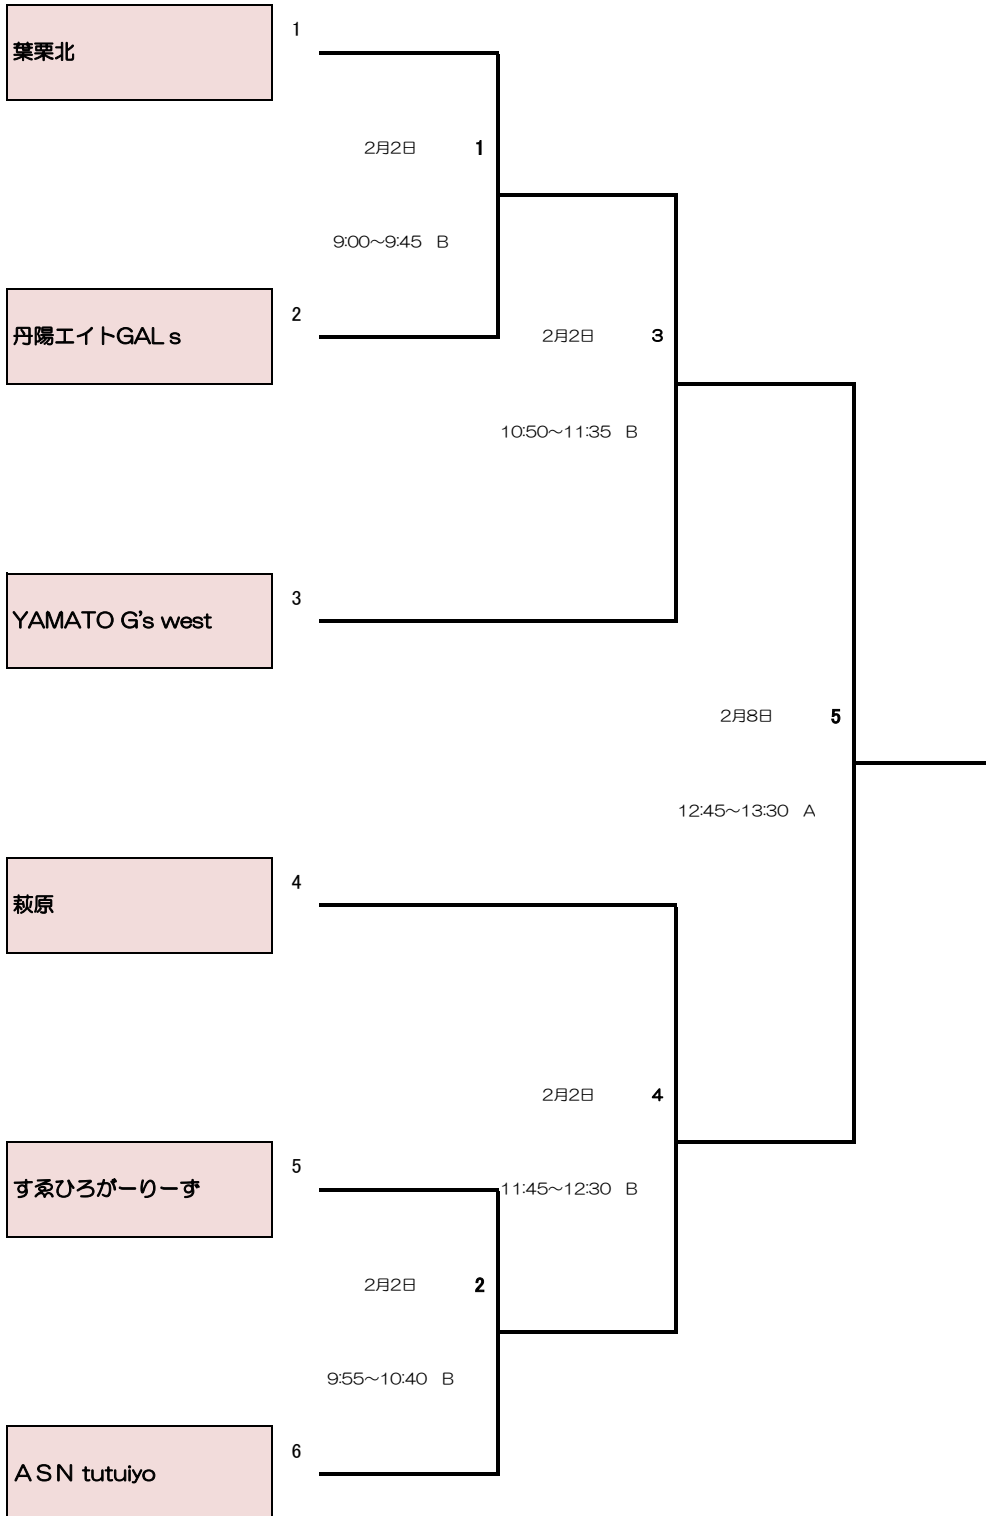 葉栗北
1
2月2日 1
9:00～9:45 B
丹陽エイトGALｓ
2
2月2日 3
10:50～11:35 B
YAMATO G's west
3
2月8日 5
12:45～13:30 A
萩原
4
2月2日 4
すゑひろがーりーず
5
11:45～12:30 B
2月2日 2
9:55～10:40 B
ＡＳＮ tutuiyo
6